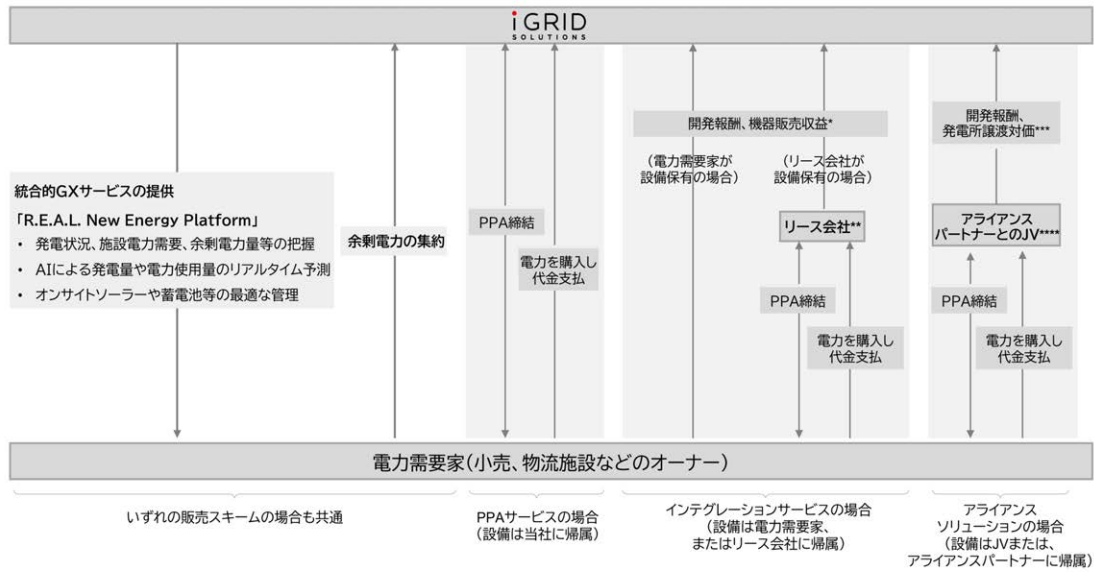 iGRID
SOLUTIONS
統合的GXサービスの提供
「R.E.A.L. New Energy Platform」
• 発電状況、施設電力需要、余剰電力量等の把握
• AIによる発電量や電力使用量のリアルタイム予測
• オンサイトソーラーや蓄電池等の最適な管理
余剰電力の集約
PPA締結
電力を購入し
代金支払
開発報酬、機器販売収益*
（電力需要家が
設備保有の場合）
（リース会社が
設備保有の場合）
リース会社**
PPA締結
電力を購入し
代金支払
開発報酬、
発電所譲渡対価***
アライアンス
パートナーとのJV****
PPA締結
電力を購入し
代金支払
電力需要家（小売、物流施設などのオーナー）
いずれの販売スキームの場合も共通
PPAサービスの場合
（設備は当社に帰属）
インテグレーションサービスの場合
（設備は電力需要家、
またはリース会社に帰属）
アライアンス
ソリューションの場合
（設備はJVまたは、
アライアンスパートナーに帰属）